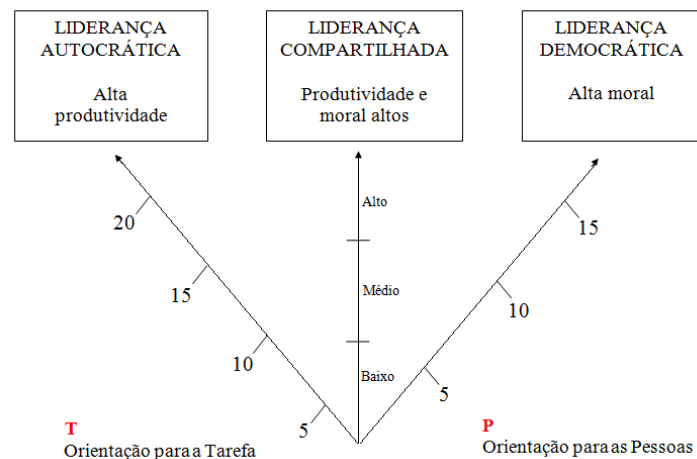 LIDERANÇA
AUTOCRÁTICA
Alta
produtividade
LIDERANÇA
COMPARTILHADA
Produtividade e
moral altos
LIDERANÇA
DEMOCRÁTICA
Alta moral
20
15
10
5
Alto
Médio
Baixo
15
10
5
T
Orientação para a Tarefa
P
Orientação para as Pessoas